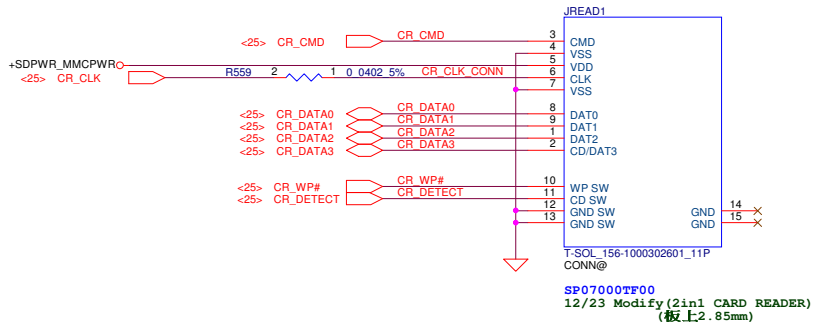 JREAD1
<25> CR_CMD CR_CMD 3 CMD
4 VSS
+SDPWR_MMCPWR 5 VDD
<25> CR_CLK R559 2 1 0_0402_5% CR_CLK_CONN 6 CLK
7 VSS
<25> CR_DATA0 CR_DATA0 8 DAT0
<25> CR_DATA1 CR_DATA1 9 DAT1
<25> CR_DATA2 CR_DATA2 1 DAT2
<25> CR_DATA3 CR_DATA3 2 CD/DAT3
<25> CR_WP# CR_WP# 10 WP SW
<25> CR_DETECT CR_DETECT 11 CD SW
12 GND SW GND 14
13 GND SW GND 15
T-SOL_156-1000302601_11P
CONN@
SP07000TF00
12/23 Modify(2in1 CARD READER)
(板上2.85mm)